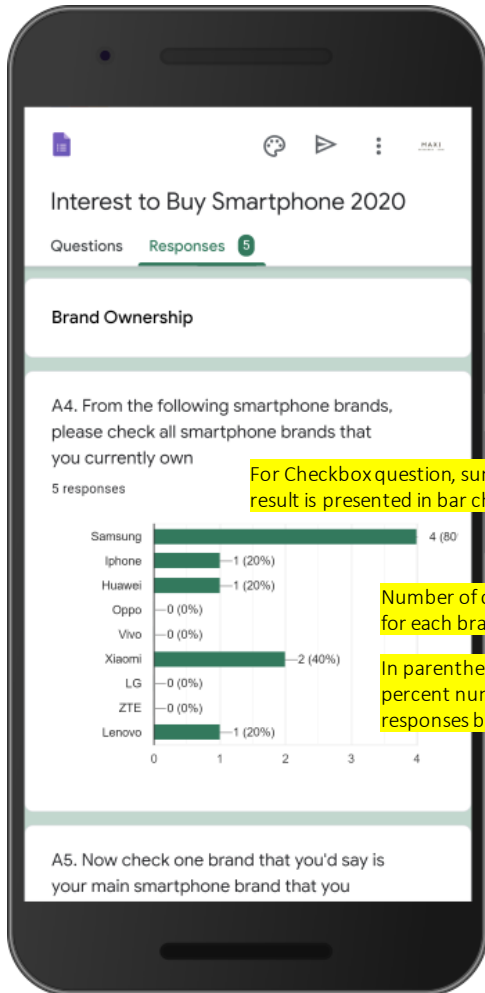 MARI
Interest to Buy Smartphone 2020
Questions Responses 5
Brand Ownership
A4. From the following smartphone brands,
please check all smartphone brands that
you currently own
5 responses
For Checkbox question, sur
result is presented in bar ch
Samsung 4 (80
Iphone 1 (20%)
Huawei 1 (20%)
Oppo 0 (0%)
Vivo 0 (0%)
Xiaomi 2 (40%)
LG 0 (0%)
ZTE 0 (0%)
Lenovo 1 (20%)
0 1 2 3 4
Number of
for each bra
In parenthe
percent nur
responses b
A5. Now check one brand that you'd say is
your main smartphone brand that you